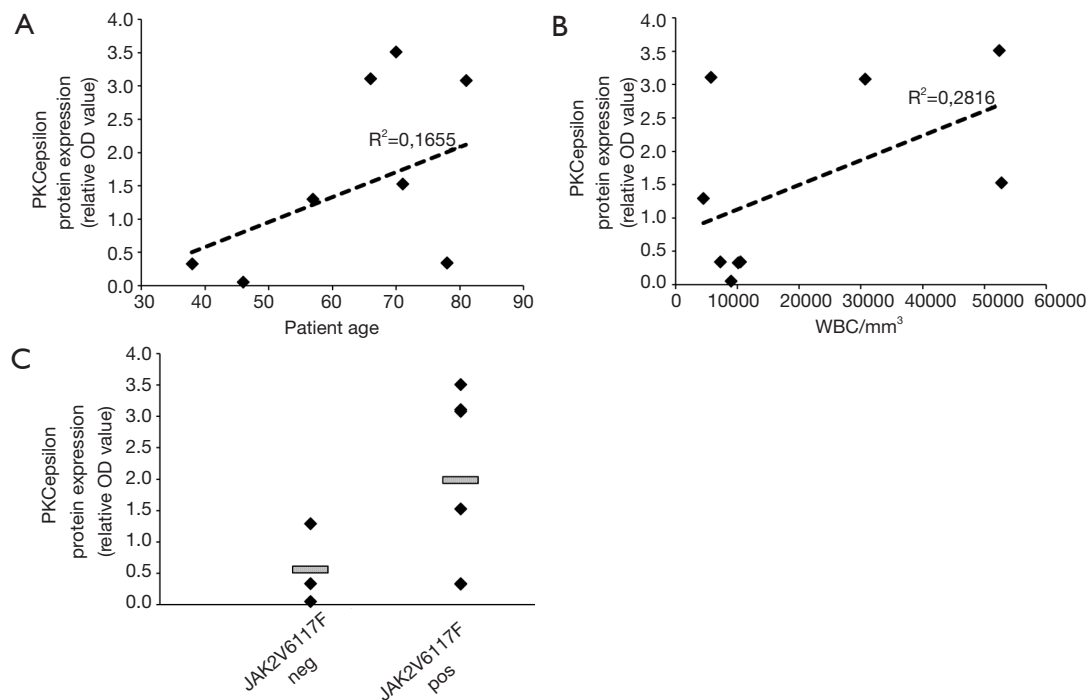 A
PKCepsilon
protein expression
(relative OD value)
4.0
3.5
3.0
2.5
2.0
1.5
1.0
0.5
0.0
R²=0,1655
30 40 50 60 70 80 90
Patient age
B
PKCepsilon
protein expression
(relative OD value)
4.0
3.5
3.0
2.5
2.0
1.5
1.0
0.5
0.0
R²=0,2816
0 10000 20000 30000 40000 50000 60000
WBC/mm³
C
PKCepsilon
protein expression
(relative OD value)
4.0
3.5
3.0
2.5
2.0
1.5
1.0
0.5
0.0
JAK2V6117F
neg
JAK2V6117F
pos